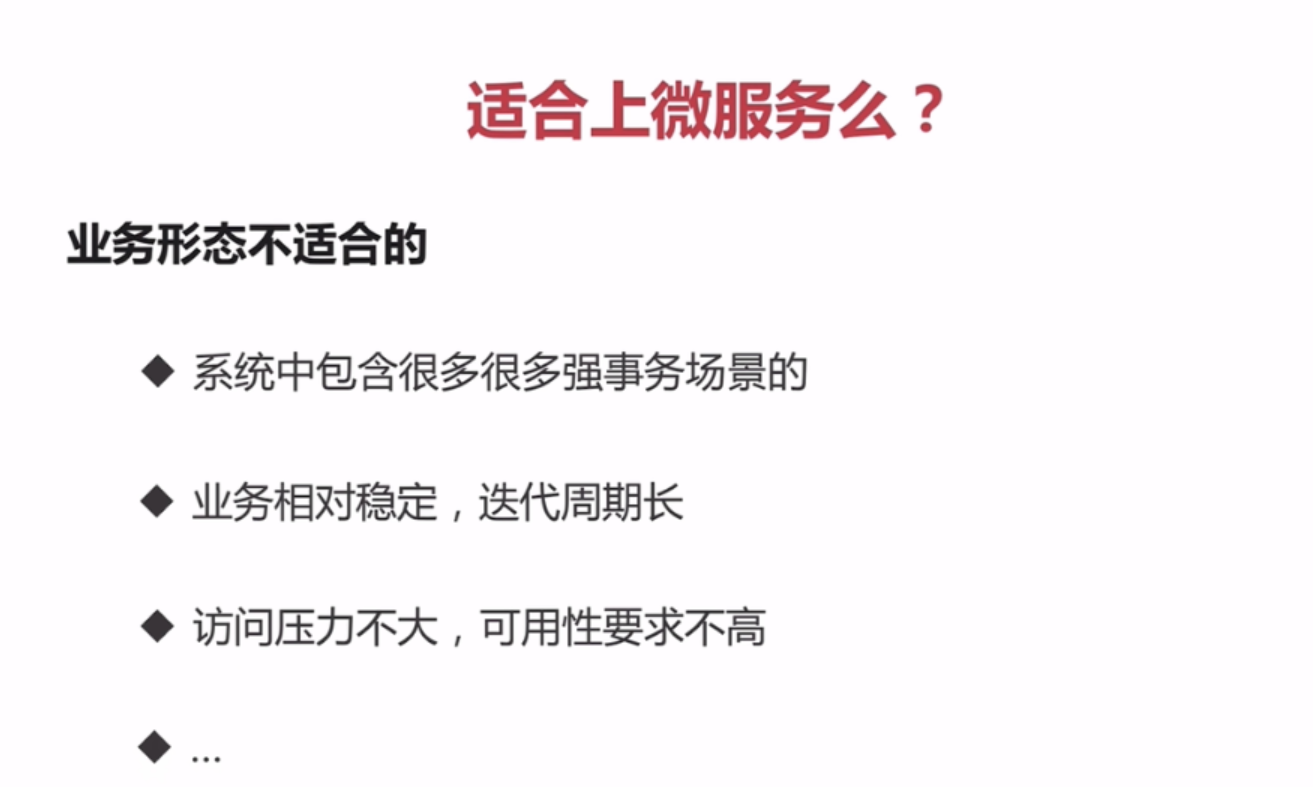 适合上微服务么？
业务形态不适合的
◆ 系统中包含很多很多强事务场景的
◆ 业务相对稳定，迭代周期长
◆ 访问压力不大，可用性要求不高
◆ ...